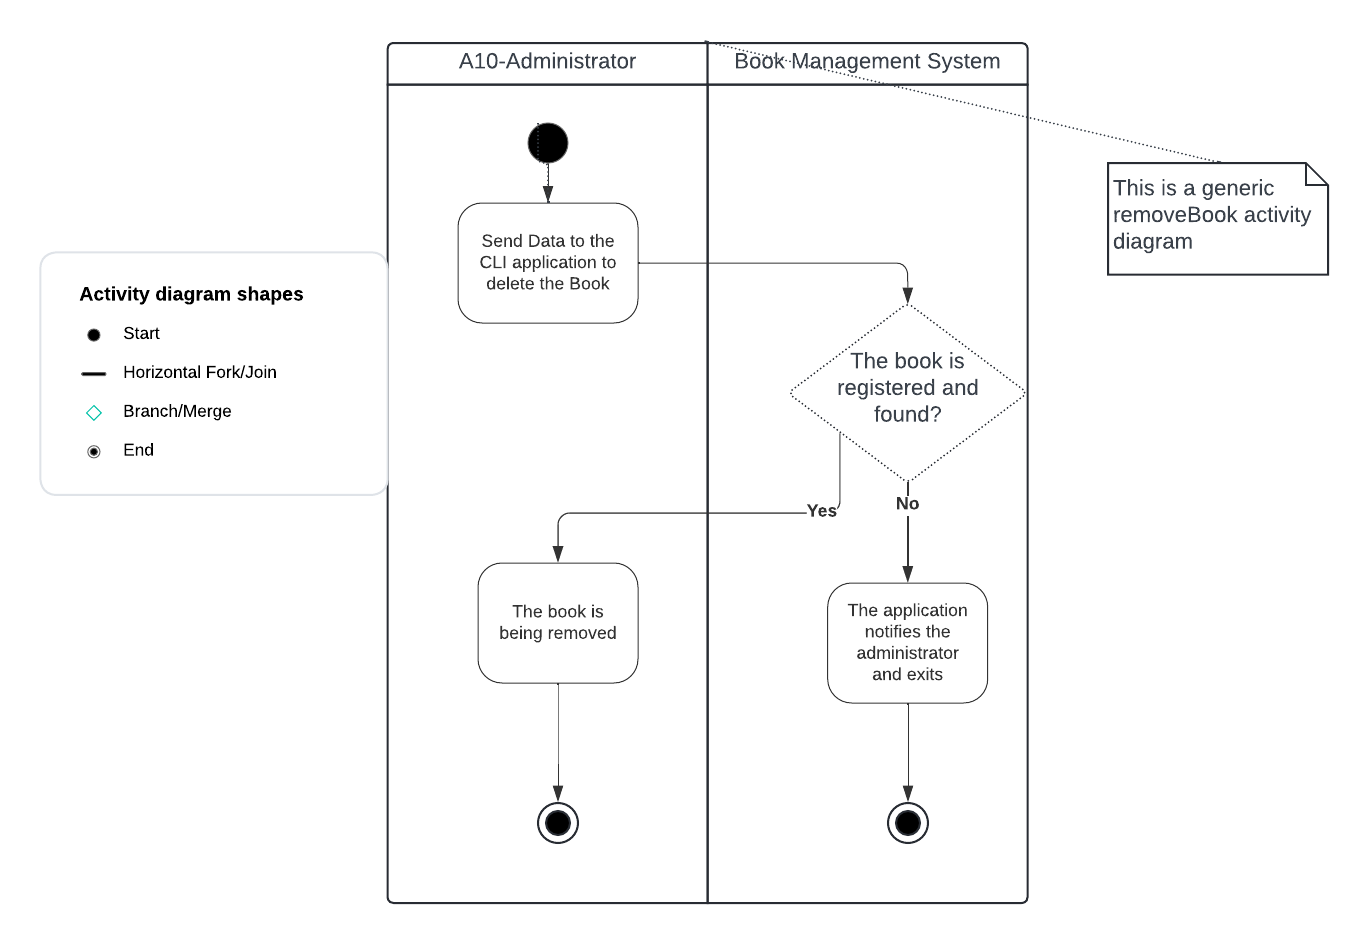 A10-Administrator
Book Management System
This is a generic
removeBook activity
diagram
Send Data to the
CLI application to
delete the Book
Activity diagram shapes
Start
Horizontal Fork/Join
Branch/Merge
End
The book is
registered and
found?
Yes
No
The book is
being removed
The application
notifies the
administrator
and exits